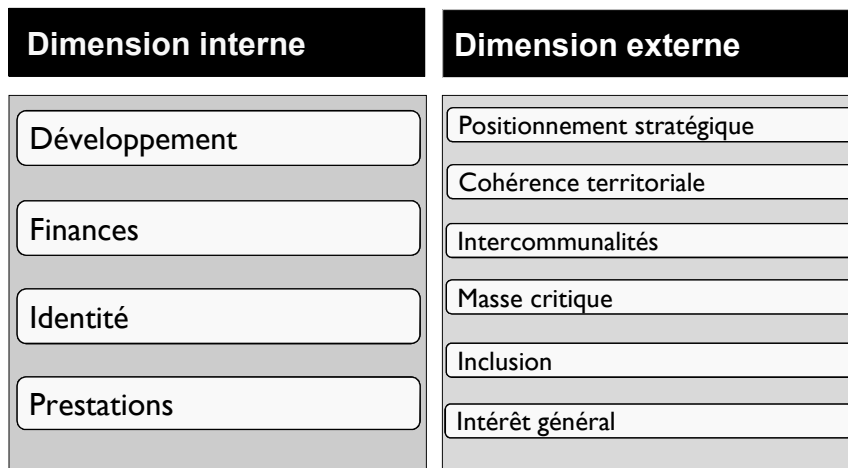 Dimension interne
Développement
Finances
Identité
Prestations
Dimension externe
Positionnement stratégique
Cohérence territoriale
Intercommunalités
Masse critique
Inclusion
Intérêt général